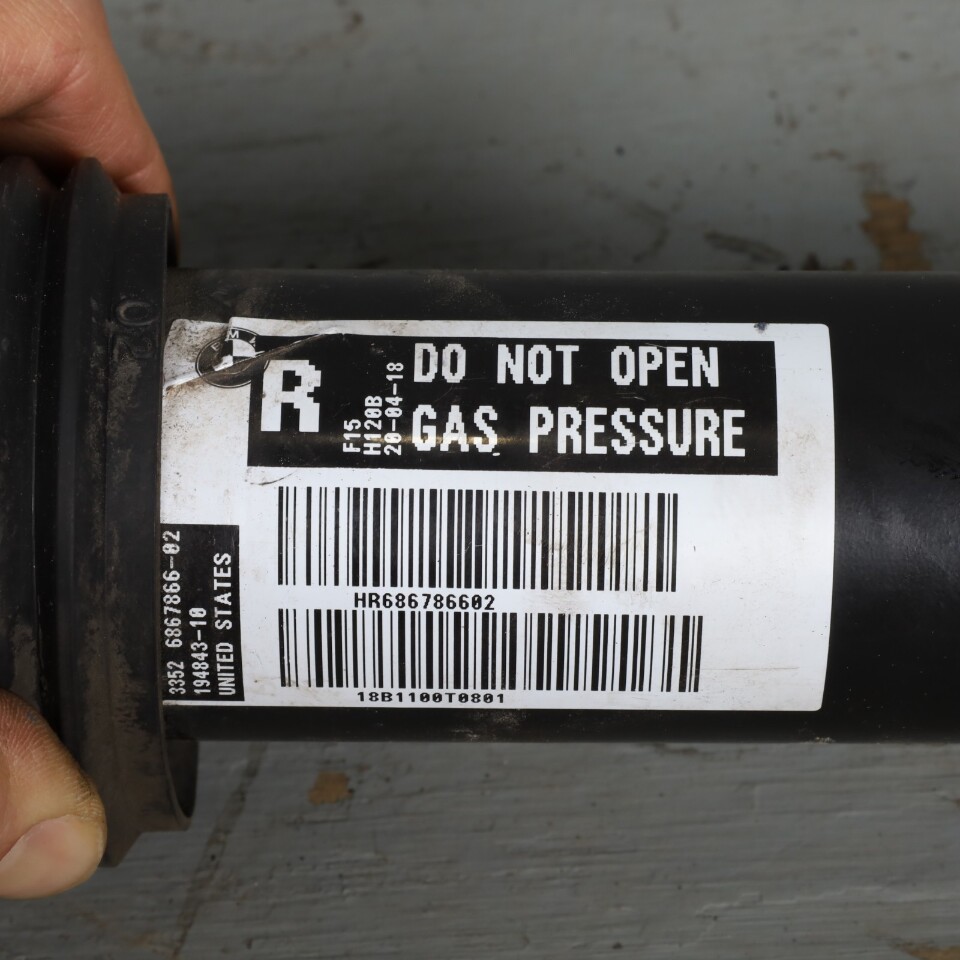 M
R
F15
H120B
20-04-18
DO NOT OPEN
GAS PRESSURE
HR686786602
18B1100T0801
3352 6867866-02
194843-10
UNITED STATES
20